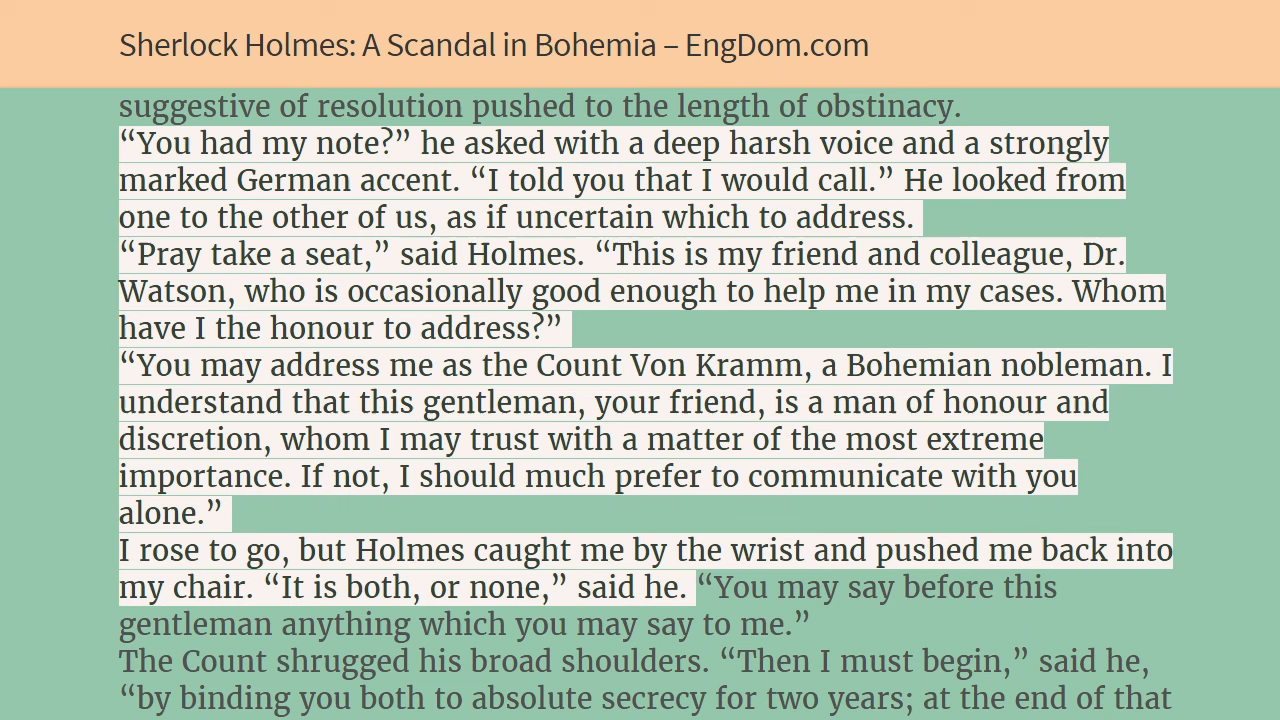 Sherlock Holmes: A Scandal in Bohemia – EngDom.com
suggestive of resolution pushed to the length of obstinacy.
“You had my note?” he asked with a deep harsh voice and a strongly
marked German accent. “I told you that I would call.” He looked from
one to the other of us, as if uncertain which to address.
“Pray take a seat,” said Holmes. “This is my friend and colleague, Dr.
Watson, who is occasionally good enough to help me in my cases. Whom
have I the honour to address?”
“You may address me as the Count Von Kramm, a Bohemian nobleman. I
understand that this gentleman, your friend, is a man of honour and
discretion, whom I may trust with a matter of the most extreme
importance. If not, I should much prefer to communicate with you
alone.”
I rose to go, but Holmes caught me by the wrist and pushed me back into
my chair. “It is both, or none,” said he. “You may say before this
gentleman anything which you may say to me.”
The Count shrugged his broad shoulders. “Then I must begin,” said he,
“by binding you both to absolute secrecy for two years; at the end of that